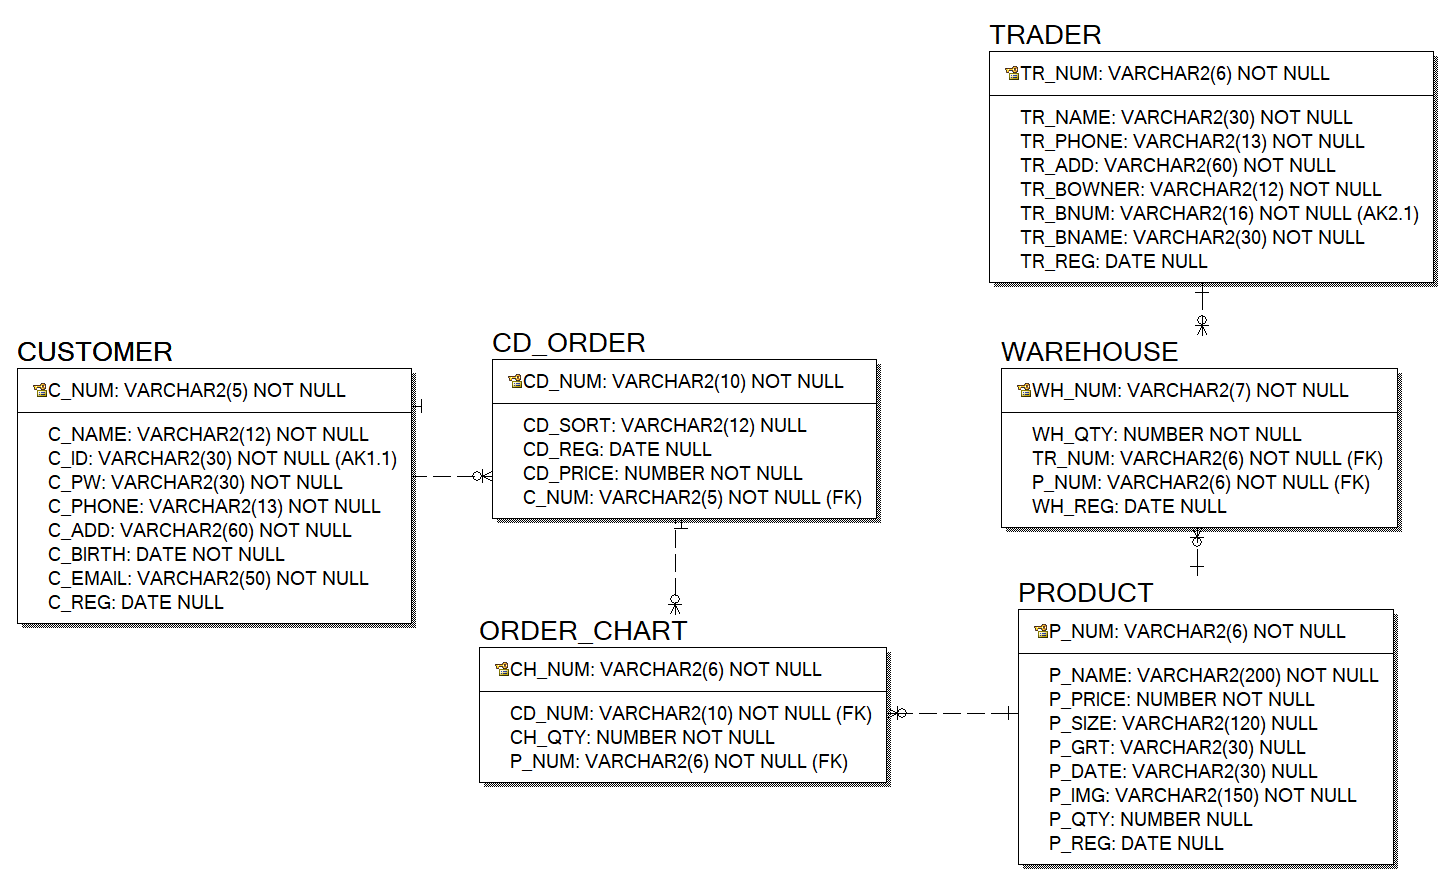 TRADER
TR_NUM: VARCHAR2(6) NOT NULL
TR_NAME: VARCHAR2(30) NOT NULL
TR_PHONE: VARCHAR2(13) NOT NULL
TR_ADD: VARCHAR2(60) NOT NULL
TR_BOWNER: VARCHAR2(12) NOT NULL
TR_BNUM: VARCHAR2(16) NOT NULL (AK2.1)
TR_BNAME: VARCHAR2(30) NOT NULL
TR_REG: DATE NULL
CUSTOMER
C_NUM: VARCHAR2(5) NOT NULL
C_NAME: VARCHAR2(12) NOT NULL
C_ID: VARCHAR2(30) NOT NULL (AK1.1)
C_PW: VARCHAR2(30) NOT NULL
C_PHONE: VARCHAR2(13) NOT NULL
C_ADD: VARCHAR2(60) NOT NULL
C_BIRTH: DATE NOT NULL
C_EMAIL: VARCHAR2(50) NOT NULL
C_REG: DATE NULL
CD_ORDER
CD_NUM: VARCHAR2(10) NOT NULL
CD_SORT: VARCHAR2(12) NULL
CD_REG: DATE NULL
CD_PRICE: NUMBER NOT NULL
C_NUM: VARCHAR2(5) NOT NULL (FK)
WAREHOUSE
WH_NUM: VARCHAR2(7) NOT NULL
WH_QTY: NUMBER NOT NULL
TR_NUM: VARCHAR2(6) NOT NULL (FK)
P_NUM: VARCHAR2(6) NOT NULL (FK)
WH_REG: DATE NULL
ORDER_CHART
CH_NUM: VARCHAR2(6) NOT NULL
CD_NUM: VARCHAR2(10) NOT NULL (FK)
CH_QTY: NUMBER NOT NULL
P_NUM: VARCHAR2(6) NOT NULL (FK)
PRODUCT
P_NUM: VARCHAR2(6) NOT NULL
P_NAME: VARCHAR2(200) NOT NULL
P_PRICE: NUMBER NOT NULL
P_SIZE: VARCHAR2(120) NULL
P_GRT: VARCHAR2(30) NULL
P_DATE: VARCHAR2(30) NULL
P_IMG: VARCHAR2(150) NOT NULL
P_QTY: NUMBER NULL
P_REG: DATE NULL